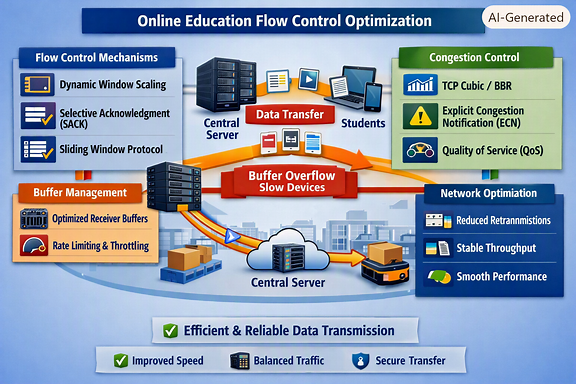 Online Education Flow Control Optimization
AI-Generated
Flow Control Mechanisms
Dynamic Window Scaling
Selective Acknowledgment
(SACK)
Sliding Window Protocol
Central
Server
Data Transfer
Students
Congestion Control
TCP Cubic / BBR
Explicit Congestion
Notification (ECN)
Quality of Service (QoS)
Buffer Overflow
Slow Devices
Buffer Management
Optimized Receiver Buffers
Rate Limiting & Throttling
Central Server
Network Optimiation
Reduced Retranmmistions
Stable Throughput
Smooth Performance
Efficient & Reliable Data Transmission
Improved Speed
Balanced Traffic
Secure Transfer